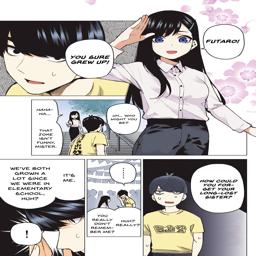 FUTARO!
YOU SURE
GREW UP!
UH... WHO
MIGHT YOU
BE?
HAHA-
HA...
THAT
JOKE
ISN'T
FUNNY,
MISTER.
HOW COULD
YOU FOR-
GET YOUR
LONG-LOST
SISTER?
...
HUH?
REALLY?
YOU
REALLY
DON'T
REMEM-
BER ME?
IT'S
ME.
WE'VE BOTH
GROWN A
LOT SINCE
WE WERE IN
ELEMENTARY
SCHOOL,
HUH?
!